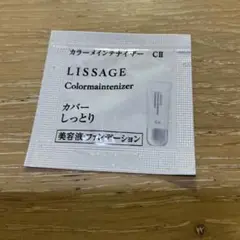 カラーメインテナイザー CII
LISSAGE
Colormaintenizer
カバー
しっとり
美容液 ファンデーション